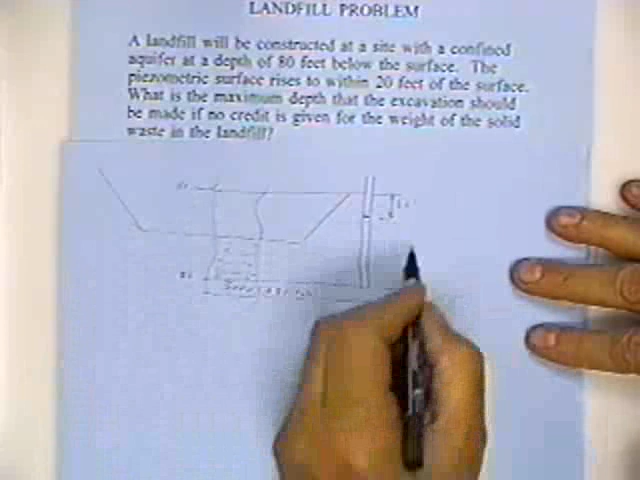 LANDFILL PROBLEM
A landfill will be constructed at a site with a confined
aquifer at a depth of 80 feet below the surface. The
piezometric surface rises to within 20 feet of the surface.
What is the maximum depth that the excavation should
be made if no credit is given for the weight of the solid
waste in the landfill?